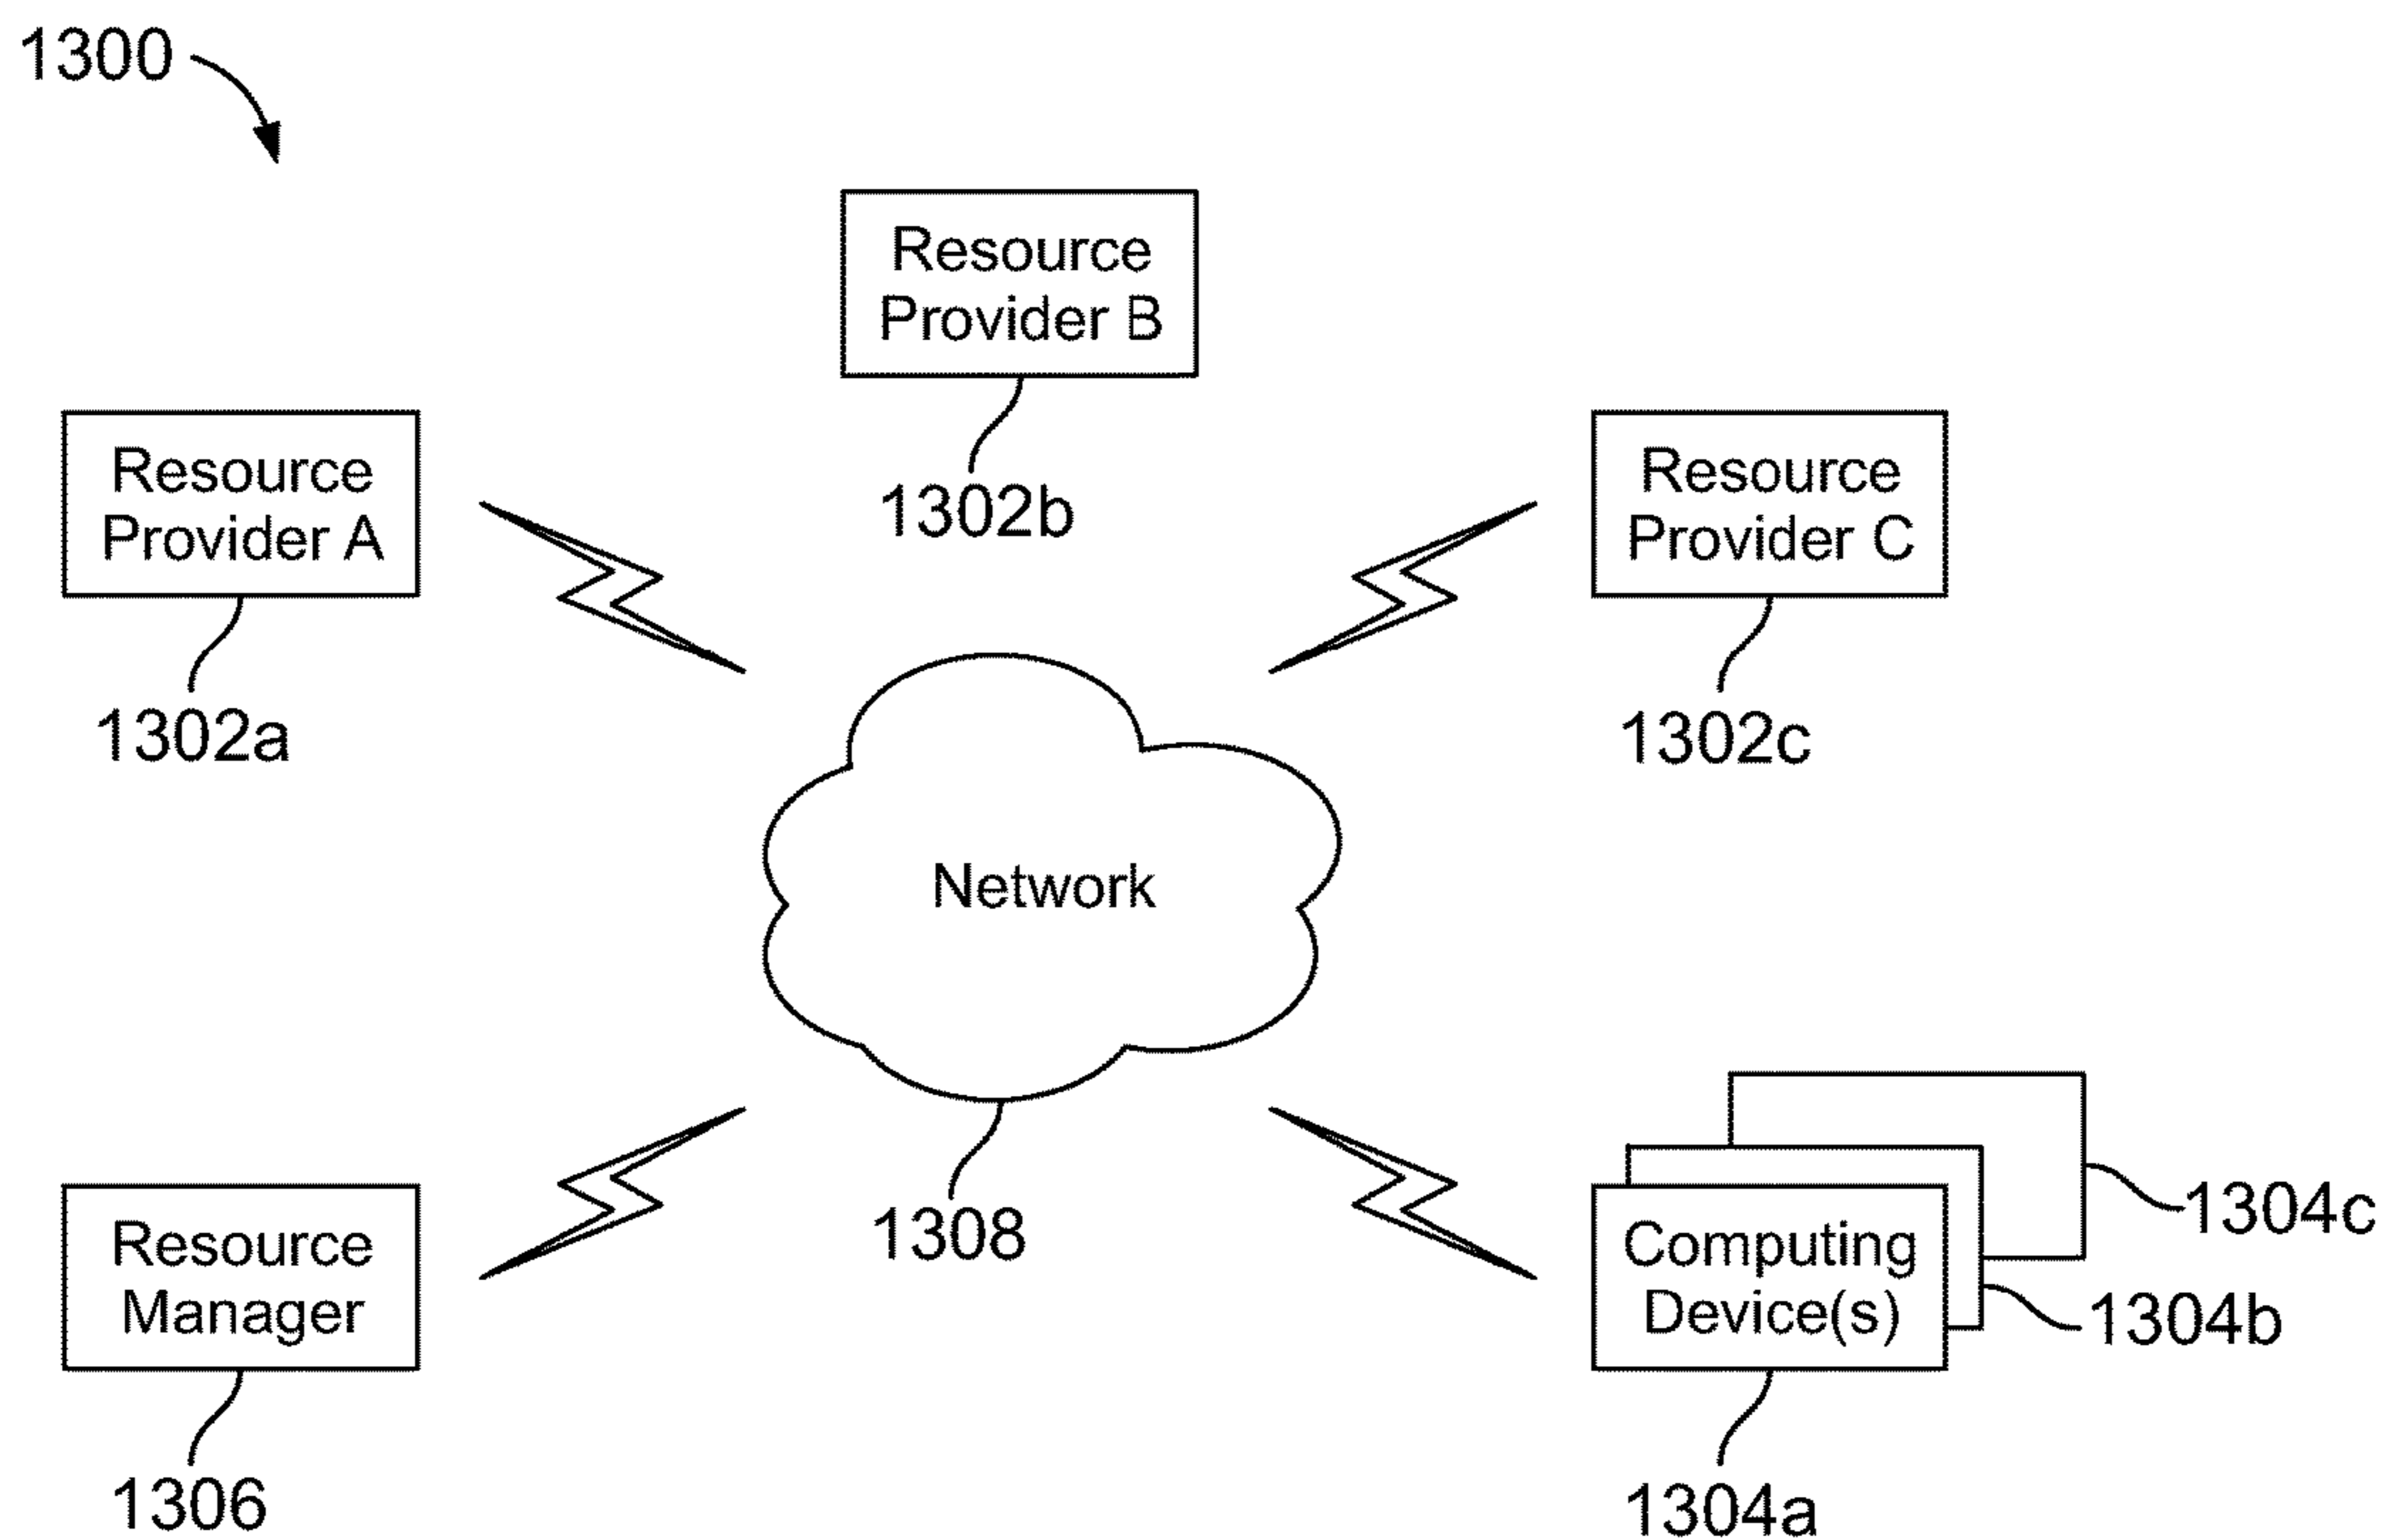 1300
Resource
Provider B
1302b
Resource
Provider A
1302a
Resource
Provider C
1302c
Network
1308
Resource
Manager
1306
Computing
Device(s)
1304c
1304b
1304a